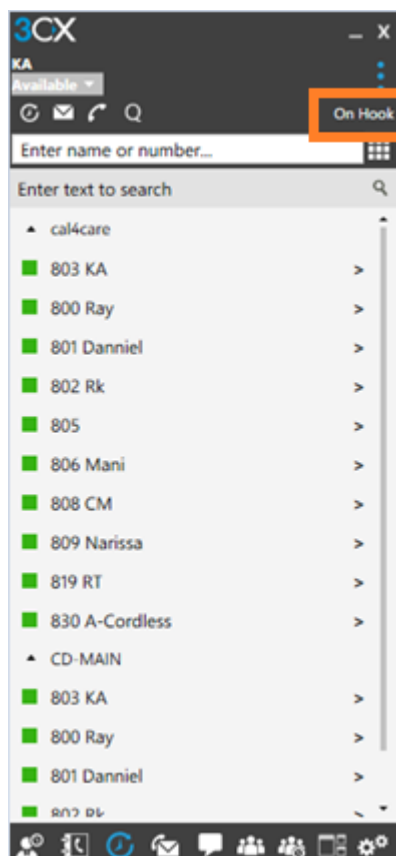 3CX
KA
Available
On Hook
Enter name or number...
Enter text to search
cal4care
803 KA
800 Ray
801 Danniel
802 Rk
805
806 Mani
808 CM
809 Narissa
819 RT
830 A-Cordless
CD-MAIN
803 KA
800 Ray
801 Danniel
802 Rk